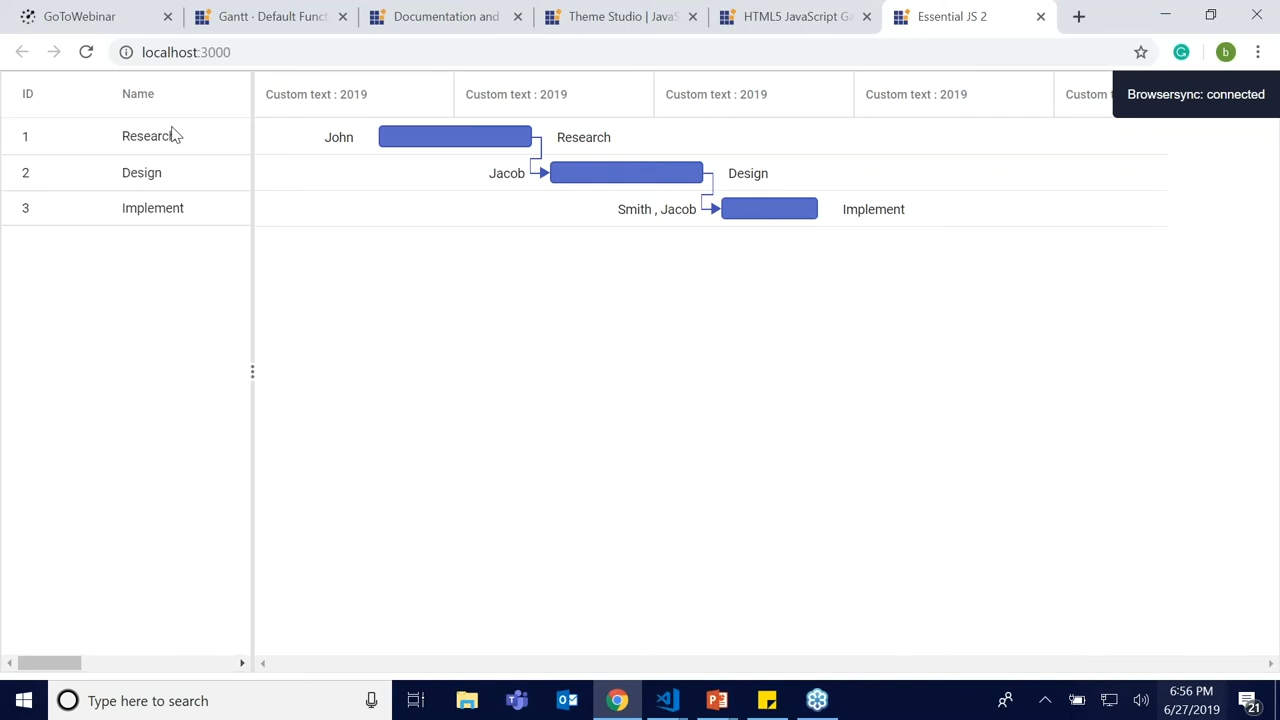 GoToWebinar
Gantt · Default Funct
Documentation and
Theme Studio | JavaS
HTML5 JavaScript Ga
Essential JS 2
localhost:3000
b
ID Name
Custom text : 2019 Custom text : 2019 Custom text : 2019 Custom text : 2019 Custom t
Browsersync: connected
1 Research John Research
2 Design Jacob Design
3 Implement Smith , Jacob Implement
Type here to search
6:56 PM
6/27/2019
21